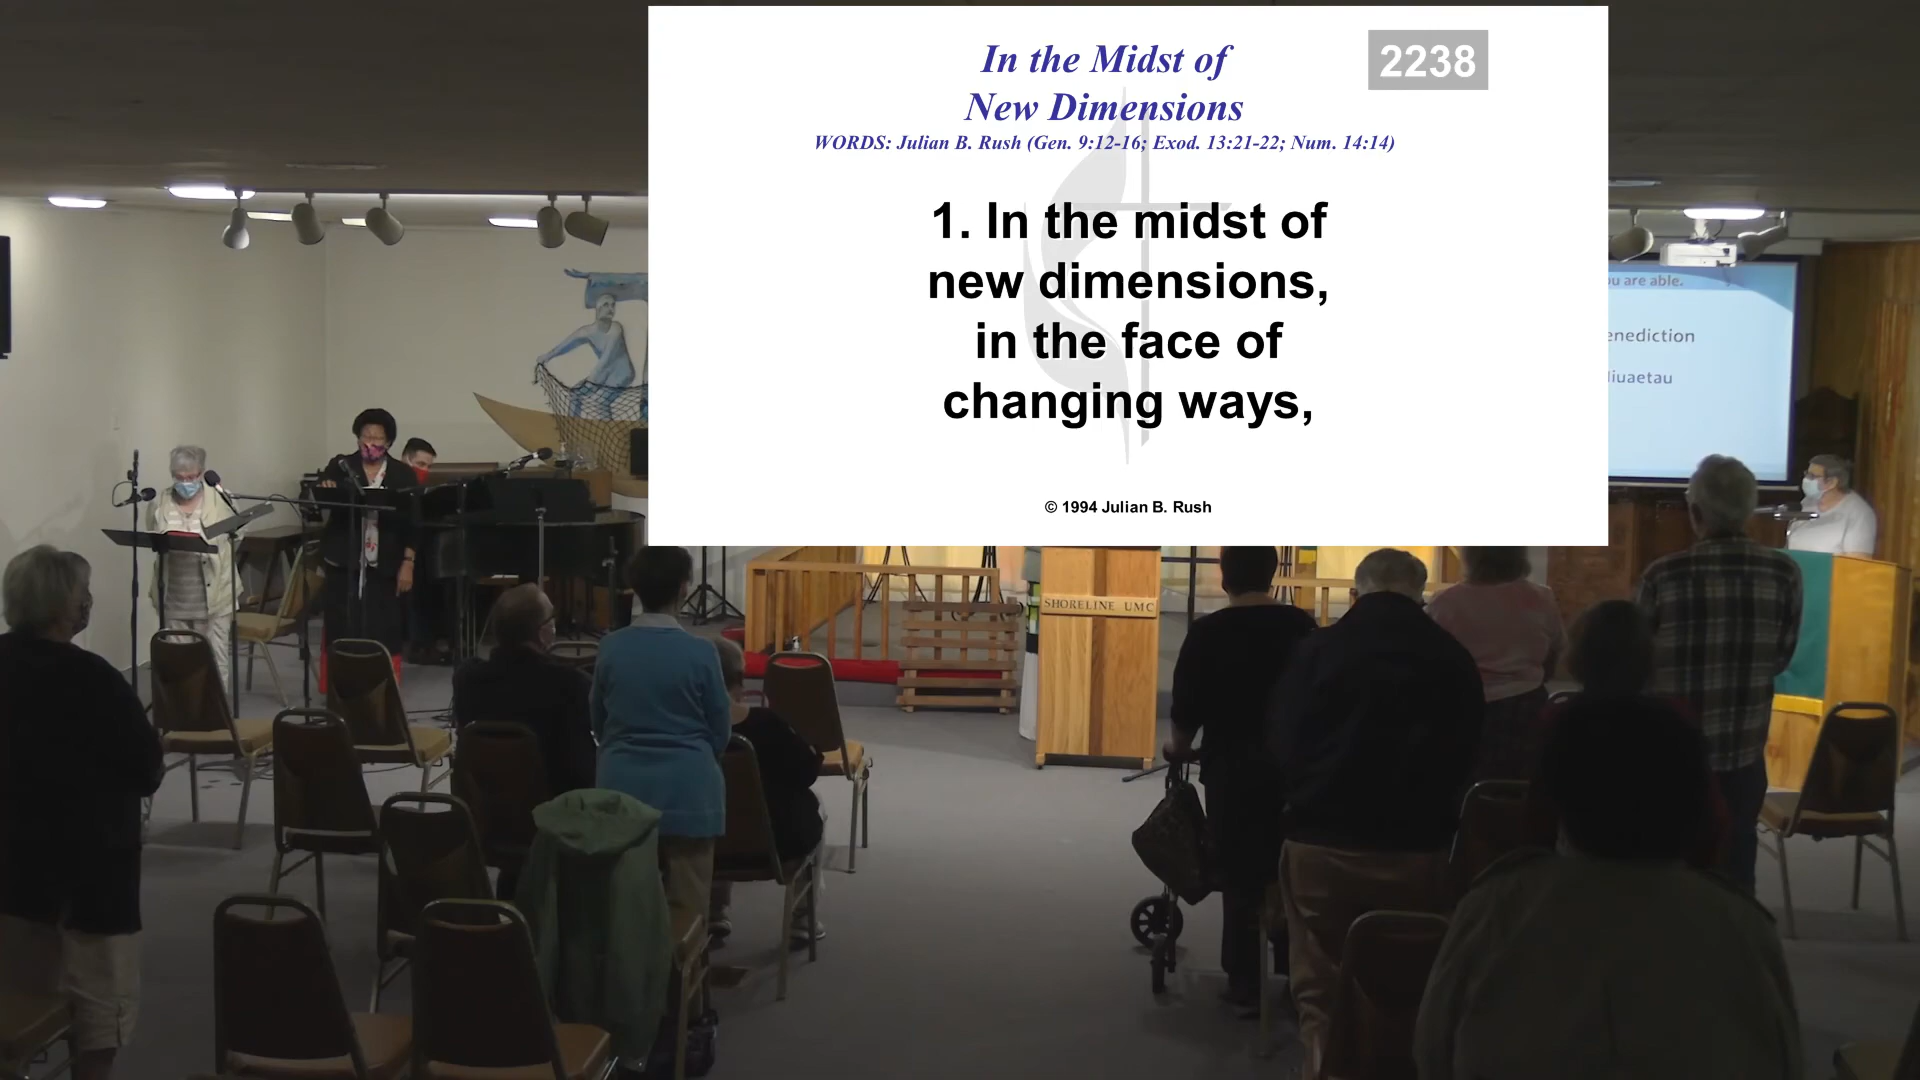 In the Midst of
New Dimensions
2238
WORDS: Julian B. Rush (Gen. 9:12-16; Exod. 13:21-22; Num. 14:14)
1. In the midst of
new dimensions,
in the face of
changing ways,
© 1994 Julian B. Rush
are able.
SHORELINE UMC